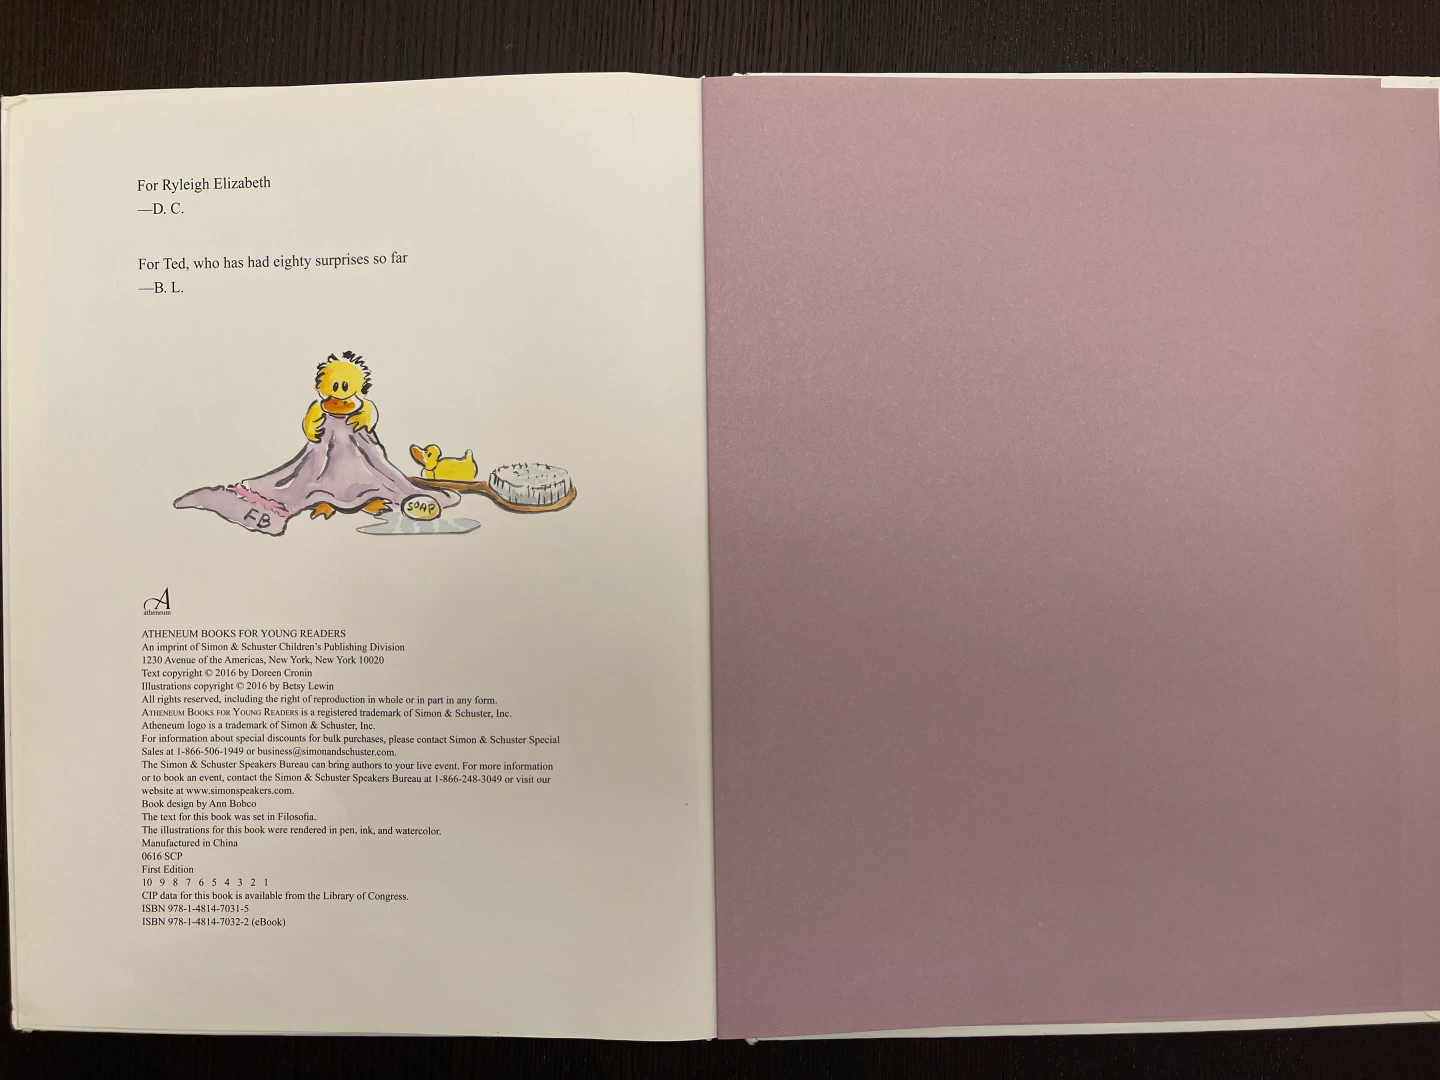 For Ryleigh Elizabeth
—D. C.
For Ted, who has had eighty surprises so far
—B. L.
FB
SOAP
A
atheneum
ATHENEUM BOOKS FOR YOUNG READERS
An imprint of Simon & Schuster Children's Publishing Division
1230 Avenue of the Americas, New York, New York 10020
Text copyright © 2016 by Doreen Cronin
Illustrations copyright © 2016 by Betsy Lewin
All rights reserved, including the right of reproduction in whole or in part in any form.
ATHENEUM BOOKS FOR YOUNG READERS is a registered trademark of Simon & Schuster, Inc.
Atheneum logo is a trademark of Simon & Schuster, Inc.
For information about special discounts for bulk purchases, please contact Simon & Schuster Special
Sales at 1-866-506-1949 or business@simonandschuster.com.
The Simon & Schuster Speakers Bureau can bring authors to your live event. For more information
or to book an event, contact the Simon & Schuster Speakers Bureau at 1-866-248-3049 or visit our
website at www.simonspeakers.com.
Book design by Ann Bobco
The text for this book was set in Filosofia.
The illustrations for this book were rendered in pen, ink, and watercolor.
Manufactured in China
0616 SCP
First Edition
10 9 8 7 6 5 4 3 2 1
CIP data for this book is available from the Library of Congress.
ISBN 978-1-4814-7031-5
ISBN 978-1-4814-7032-2 (eBook)